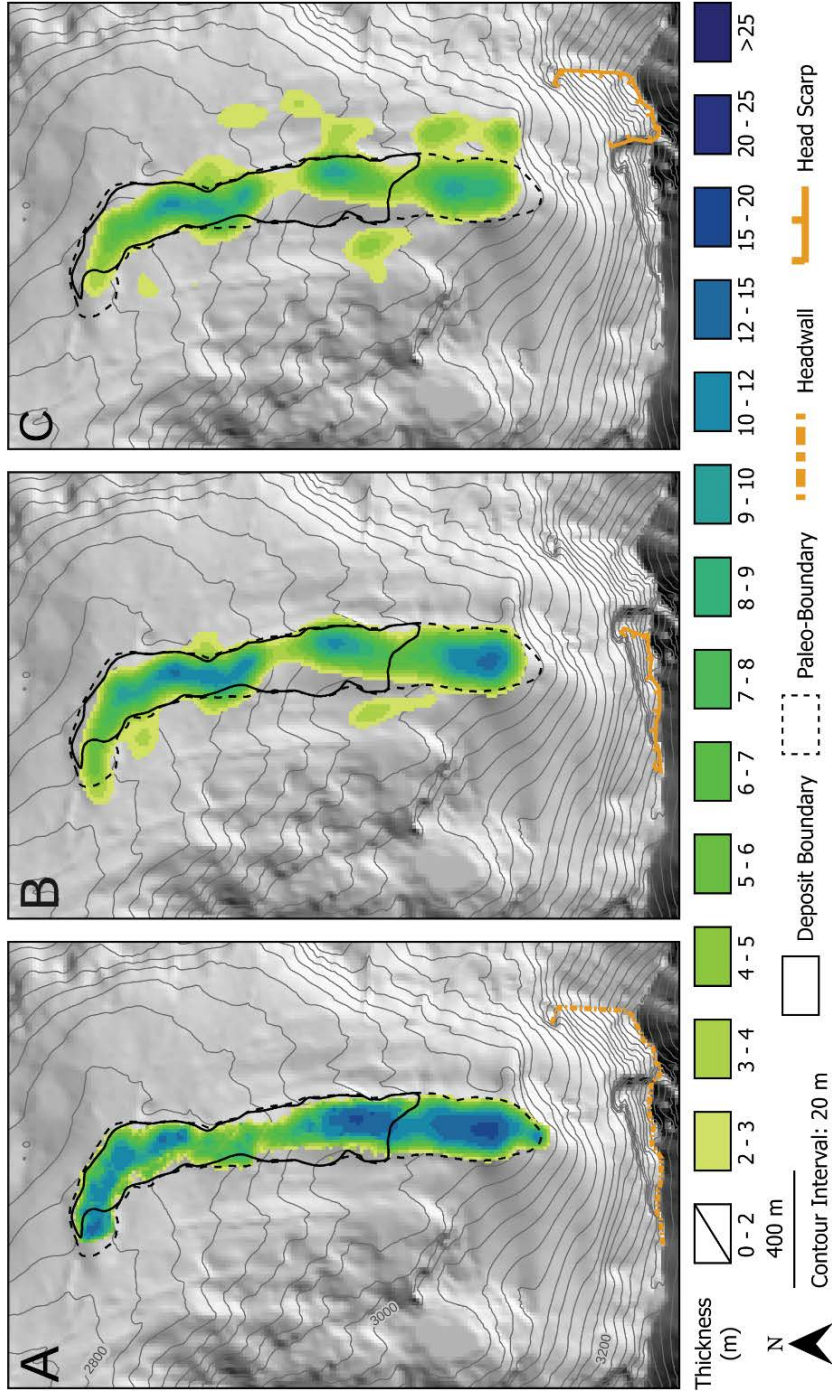 A
B
C
2800
3000
3200
Thickness
(m)
0 - 2
2 - 3
3 - 4
4 - 5
5 - 6
6 - 7
7 - 8
8 - 9
9 - 10
10 - 12
12 - 15
15 - 20
20 - 25
>25
N
400 m
Contour Interval: 20 m
Deposit Boundary
Paleo-Boundary
Headwall
Head Scarp